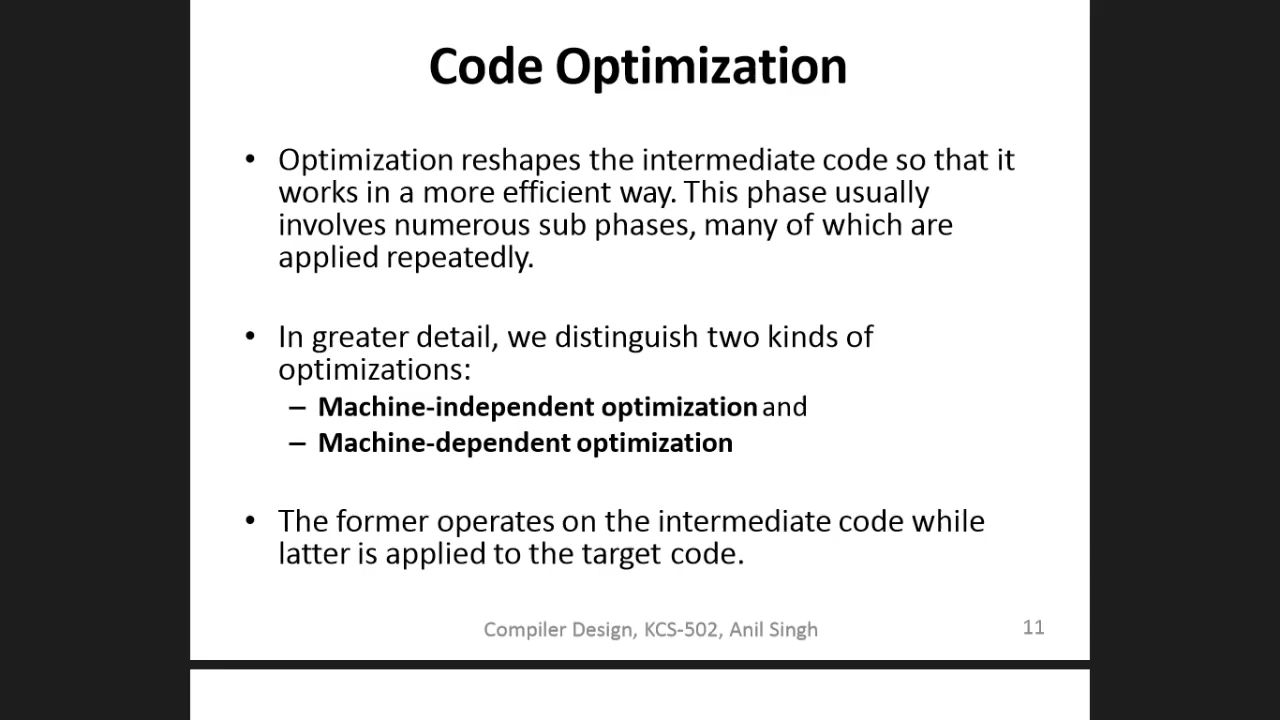 Code Optimization
• Optimization reshapes the intermediate code so that it
works in a more efficient way. This phase usually
involves numerous sub phases, many of which are
applied repeatedly.
• In greater detail, we distinguish two kinds of
optimizations:
– Machine-independent optimization and
– Machine-dependent optimization
• The former operates on the intermediate code while
latter is applied to the target code.
Compiler Design, KCS-502, Anil Singh 11